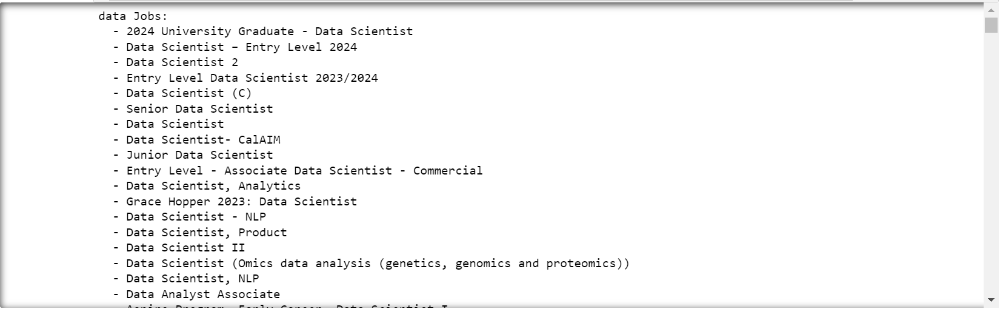 data Jobs:
- 2024 University Graduate - Data Scientist
- Data Scientist – Entry Level 2024
- Data Scientist 2
- Entry Level Data Scientist 2023/2024
- Data Scientist (C)
- Senior Data Scientist
- Data Scientist
- Data Scientist- CalAIM
- Junior Data Scientist
- Entry Level - Associate Data Scientist - Commercial
- Data Scientist, Analytics
- Grace Hopper 2023: Data Scientist
- Data Scientist - NLP
- Data Scientist, Product
- Data Scientist II
- Data Scientist (Omics data analysis (genetics, genomics and proteomics))
- Data Scientist, NLP
- Data Analyst Associate